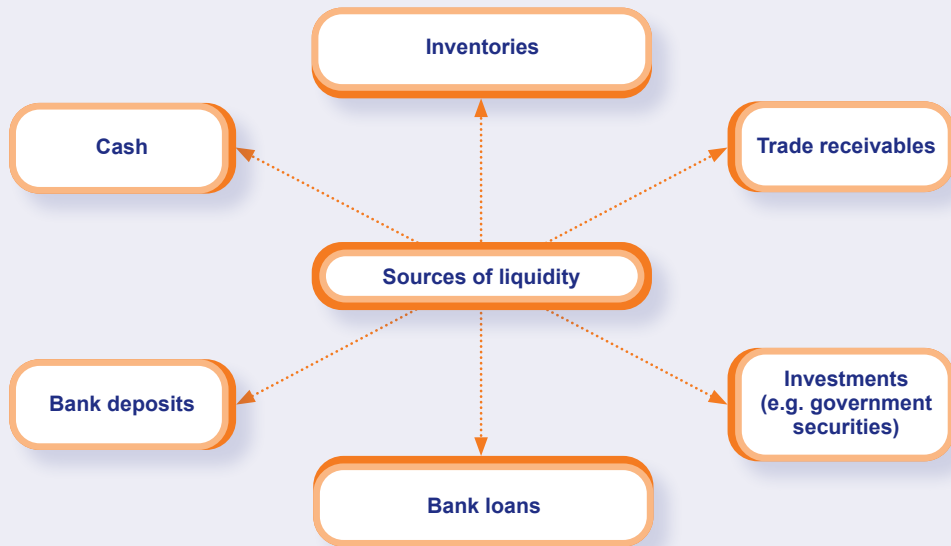 Inventories
Cash
Trade receivables
Sources of liquidity
Bank deposits
Investments
(e.g. government
securities)
Bank loans